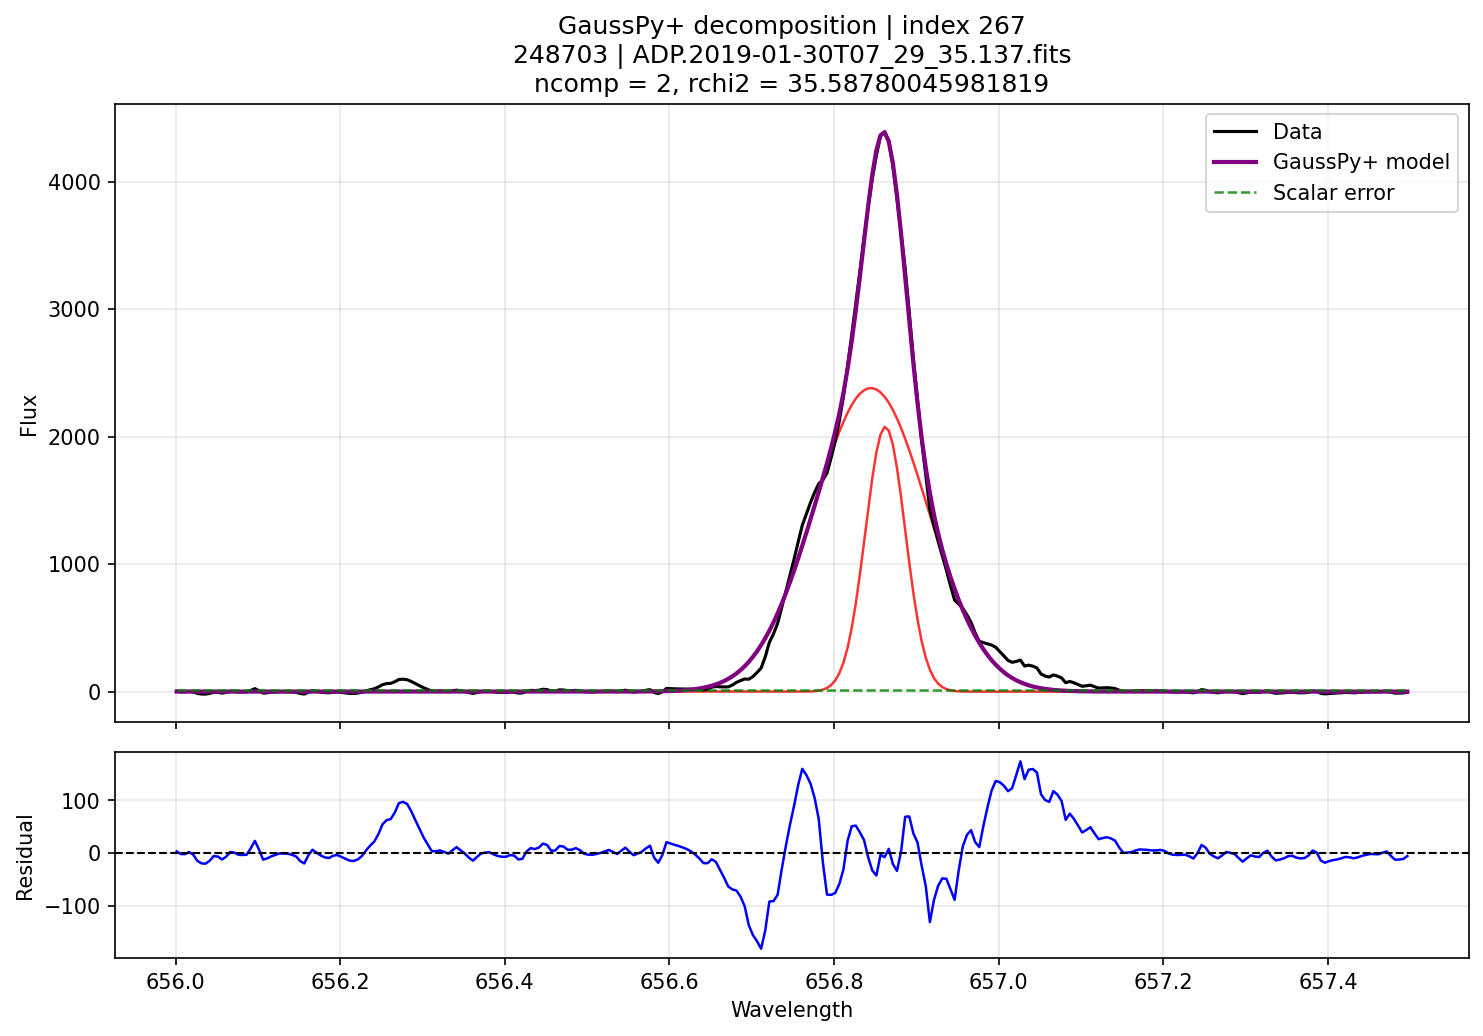 GaussPy+ decomposition | index 267
248703 | ADP.2019-01-30T07_29_35.137.fits
ncomp = 2, rchi2 = 35.58780045981819
Data
GaussPy+ model
Scalar error
4000
3000
2000
1000
0
Flux
100
0
−100
Residual
656.0 656.2 656.4 656.6 656.8 657.0 657.2 657.4
Wavelength